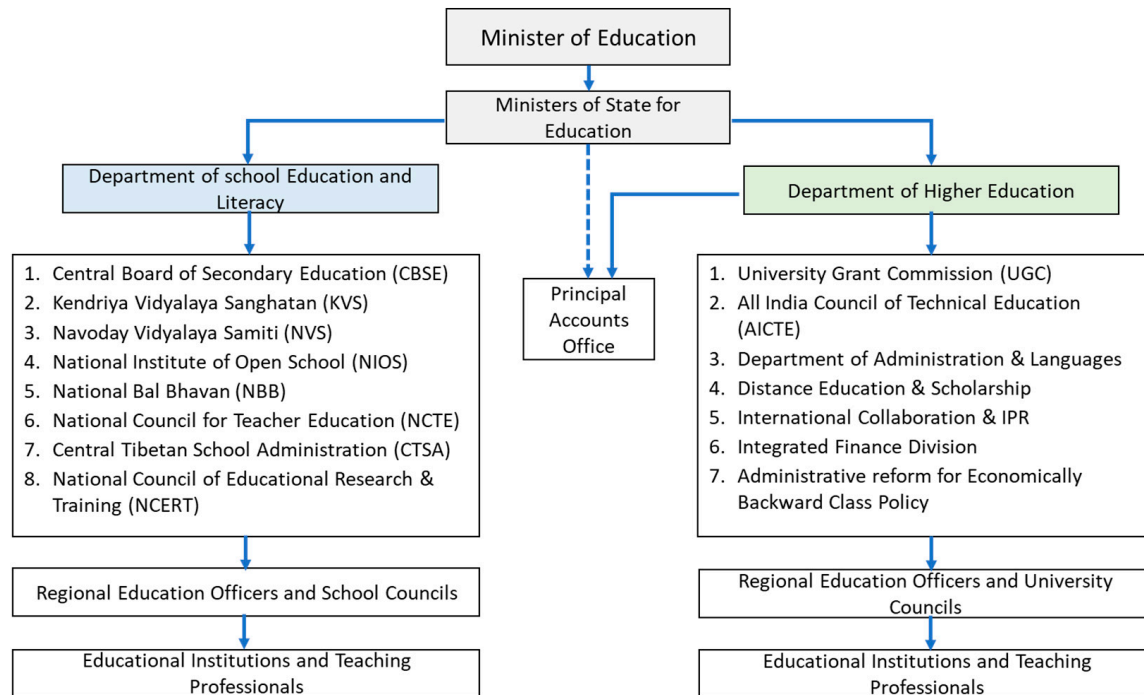 Minister of Education
Ministers of State for
Education
Department of school Education and
Literacy
Department of Higher Education
1. Central Board of Secondary Education (CBSE)
2. Kendriya Vidyalaya Sanghatan (KVS)
3. Navoday Vidyalaya Samiti (NVS)
4. National Institute of Open School (NIOS)
5. National Bal Bhavan (NBB)
6. National Council for Teacher Education (NCTE)
7. Central Tibetan School Administration (CTSA)
8. National Council of Educational Research &
Training (NCERT)
Principal
Accounts
Office
1. University Grant Commission (UGC)
2. All India Council of Technical Education
(AICTE)
3. Department of Administration & Languages
4. Distance Education & Scholarship
5. International Collaboration & IPR
6. Integrated Finance Division
7. Administrative reform for Economically
Backward Class Policy
Regional Education Officers and School Councils
Regional Education Officers and University
Councils
Educational Institutions and Teaching
Professionals
Educational Institutions and Teaching
Professionals